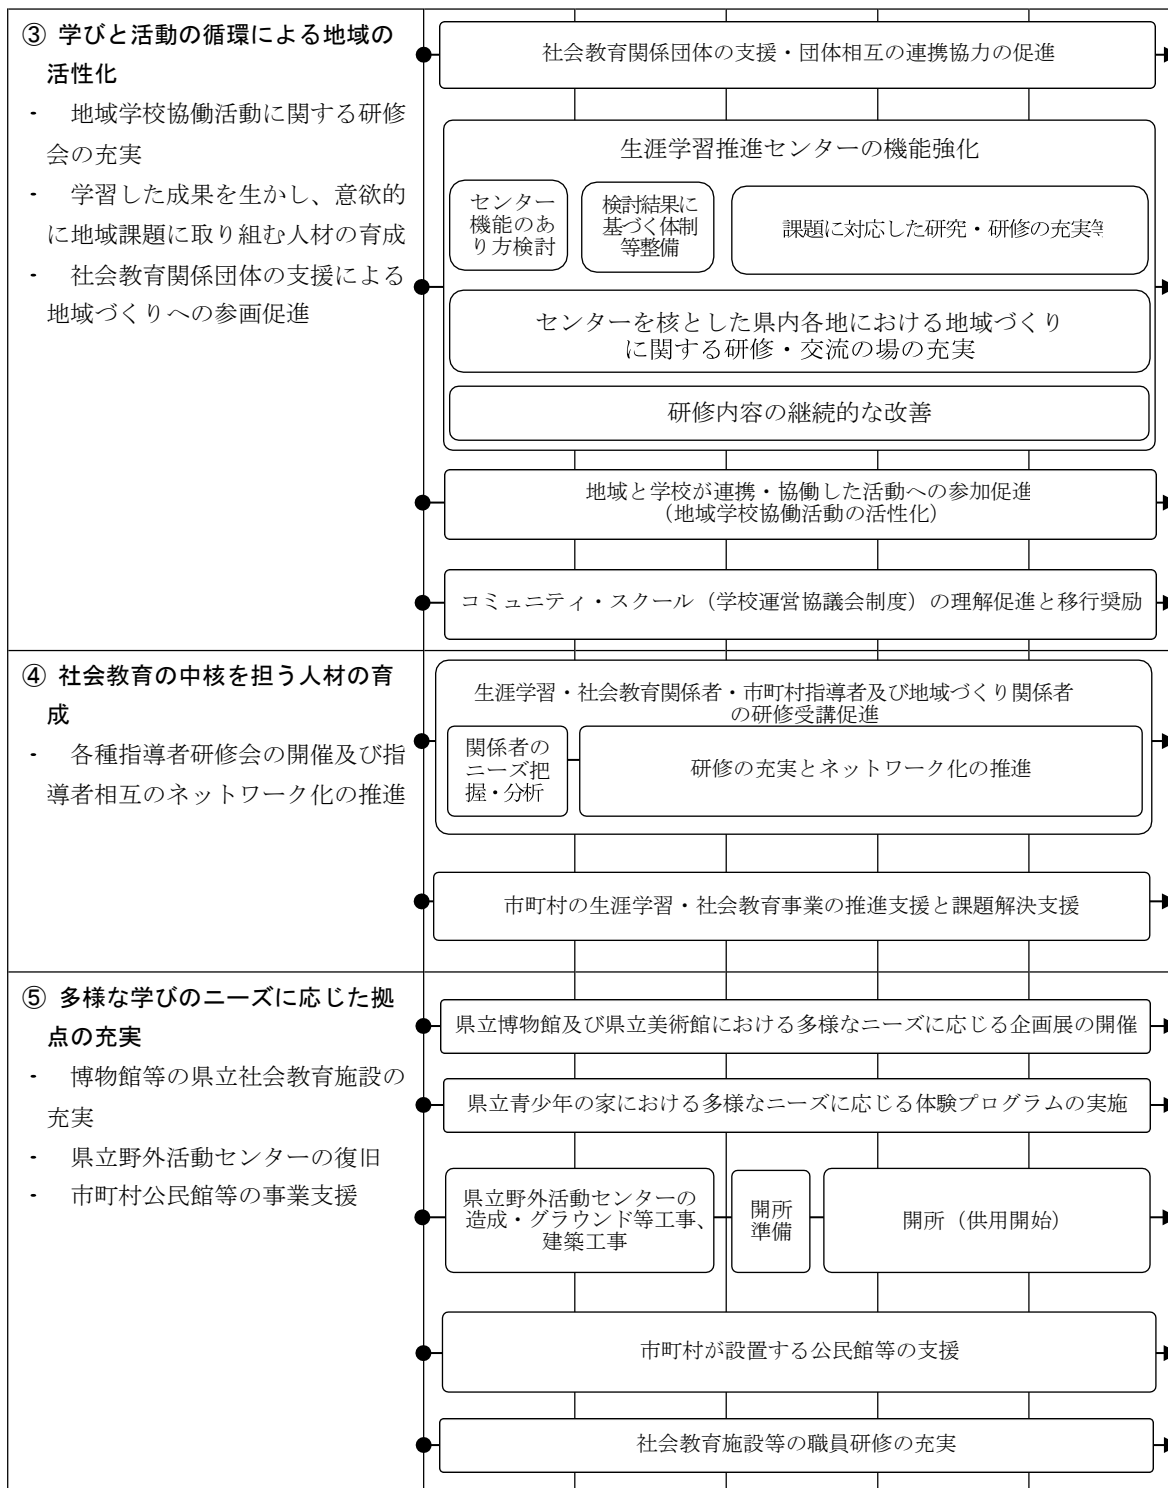 ③ 学びと活動の循環による地域の
活性化
- 地域学校協働活動に関する研修
会の充実
- 学習した成果を生かし、意欲的
に地域課題に取り組む人材の育成
- 社会教育関係団体の支援による
地域づくりへの参画促進
社会教育関係団体の支援・団体相互の連携協力の促進
生涯学習推進センターの機能強化
センター
機能のあ
り方検討
検討結果に
基づく体制
等整備
課題に対応した研究・研修の充実等
センターを核とした県内各地における地域づくり
に関する研修・交流の場の充実
研修内容の継続的な改善
地域と学校が連携・協働した活動への参加促進
（地域学校協働活動の活性化）
コミュニティ・スクール（学校運営協議会制度）の理解促進と移行奨励
④ 社会教育の中核を担う人材の育
成
- 各種指導者研修会の開催及び指
導者相互のネットワーク化の推進
生涯学習・社会教育関係者・市町村指導者及び地域づくり関係者
の研修受講促進
関係者の
ニーズ把
握・分析
研修の充実とネットワーク化の推進
市町村の生涯学習・社会教育事業の推進支援と課題解決支援
⑤ 多様な学びのニーズに応じた拠
点の充実
- 博物館等の県立社会教育施設の
充実
- 県立野外活動センターの復旧
- 市町村公民館等の事業支援
県立博物館及び県立美術館における多様なニーズに応じる企画展の開催
県立青少年の家における多様なニーズに応じる体験プログラムの実施
県立野外活動センターの
造成・グラウンド等工事、
建築工事
開所
準備
開所（供用開始）
市町村が設置する公民館等の支援
社会教育施設等の職員研修の充実